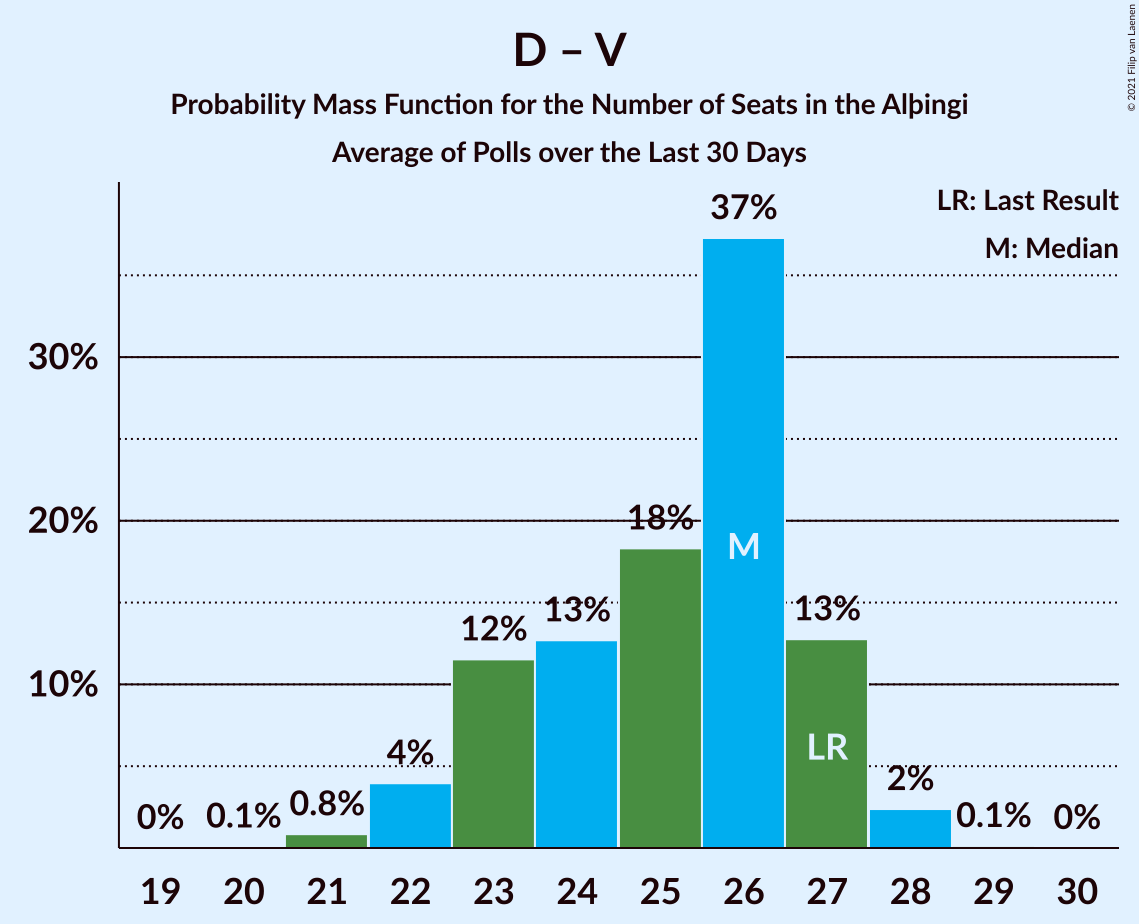 D – V
Probability Mass Function for the Number of Seats in the Alþingi
Average of Polls over the Last 30 Days
© 2021 Filip van Laenen
LR: Last Result
M: Median
37%
30%
20%
18%
M
13%
13%
12%
10%
LR
4%
2%
0%
0.1%
0.8%
0.1%
0%
19 20 21 22 23 24 25 26 27 28 29 30